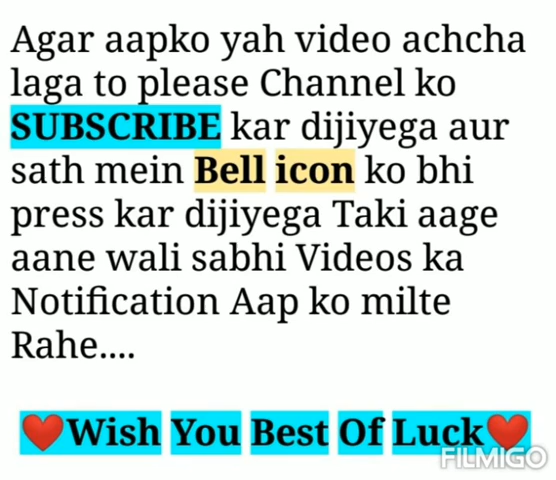 Agar aapko yah video achcha
laga to please Channel ko
SUBSCRIBE kar dijiyega aur
sath mein Bell icon ko bhi
press kar dijiyega Taki aage
aane wali sabhi Videos ka
Notification Aap ko milte
Rahe....
❤️Wish You Best Of Luck❤️
FILMIGO